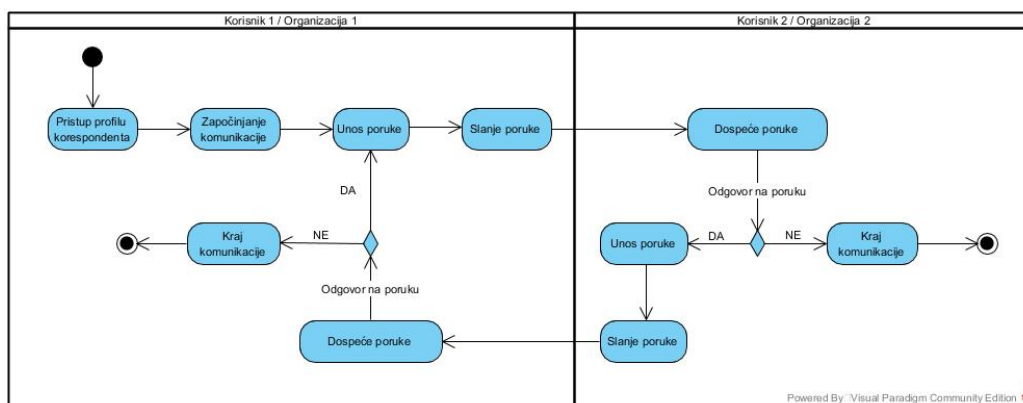 Korisnik 1 / Organizacija 1
Korisnik 2 / Organizacija 2
Pristup profilu
korespondenta
Započinjanje
komunikacije
Unos poruke
Slanje poruke
Dospeće poruke
DA
Odgovor na poruku
Kraj
komunikacije
NE
Unos poruke
DA
NE
Kraj
komunikacije
Odgovor na poruku
Dospeće poruke
Slanje poruke
Powered By Visual Paradigm Community Edition